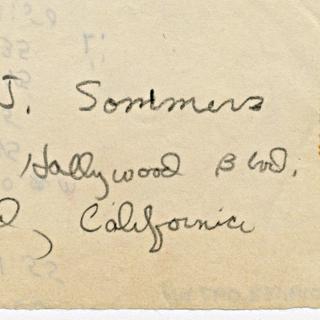 J. Sommers
Hollywood Blvd.
d, California